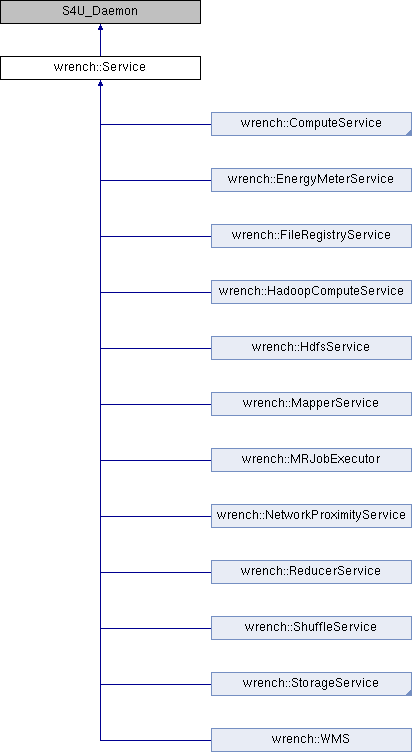 S4U_Daemon
wrench::Service
wrench::ComputeService
wrench::EnergyMeterService
wrench::FileRegistryService
wrench::HadoopComputeService
wrench::HdfsService
wrench::MapperService
wrench::MRJobExecutor
wrench::NetworkProximityService
wrench::ReducerService
wrench::ShuffleService
wrench::StorageService
wrench::WMS